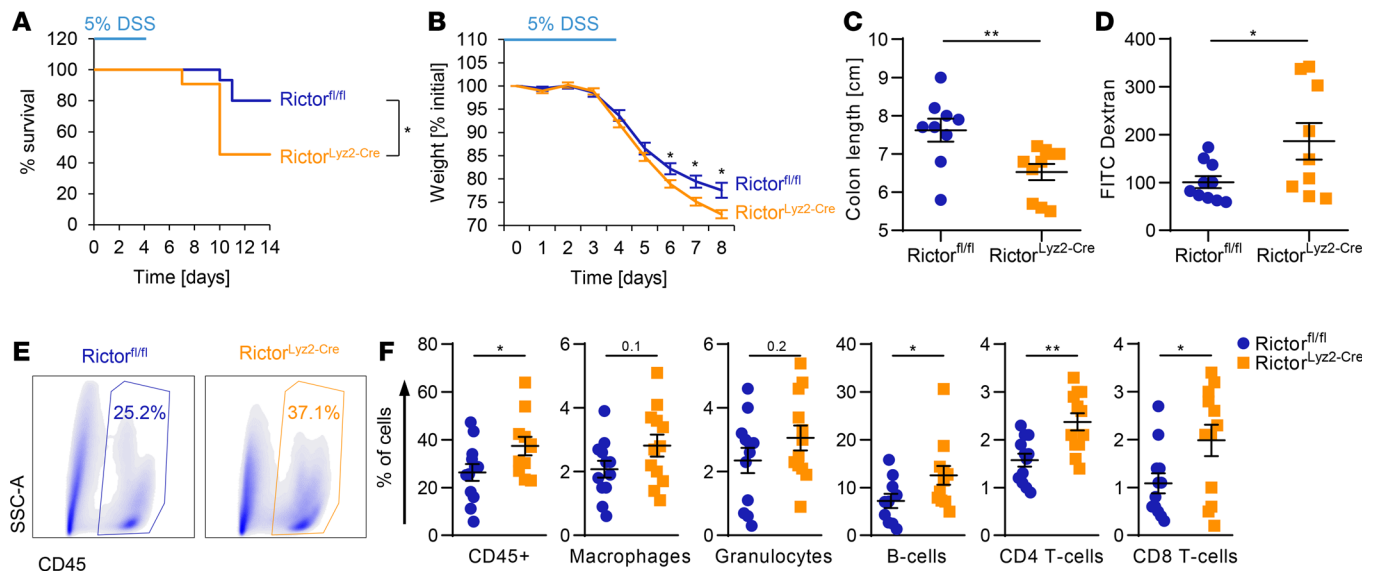 A
5% DSS
120
100
80
60
40
20
0
% survival
0 2 4 6 8 10 12 14
Time [days]
Rictorfl/fl
*
RictorLyz2-Cre
B
5% DSS
110
105
100
95
90
85
80
75
70
Weight [% initial]
0 1 2 3 4 5 6 7 8
Time [days]
* * *
Rictorfl/fl
RictorLyz2-Cre
C
10
9
8
7
6
5
Colon length [cm]
**
Rictorfl/fl RictorLyz2-Cre
D
400
300
200
100
0
FITC Dextran
*
Rictorfl/fl RictorLyz2-Cre
E
Rictorfl/fl RictorLyz2-Cre
25.2% 37.1%
SSC-A
CD45
F
% of cells
80
60
40
20
0
*
CD45+
6
4
2
0
0.1
Macrophages
6
4
2
0
0.2
Granulocytes
40
30
20
10
0
*
B-cells
4
3
2
1
0
**
CD4 T-cells
4
3
2
1
0
*
CD8 T-cells
Rictorfl/fl
RictorLyz2-Cre